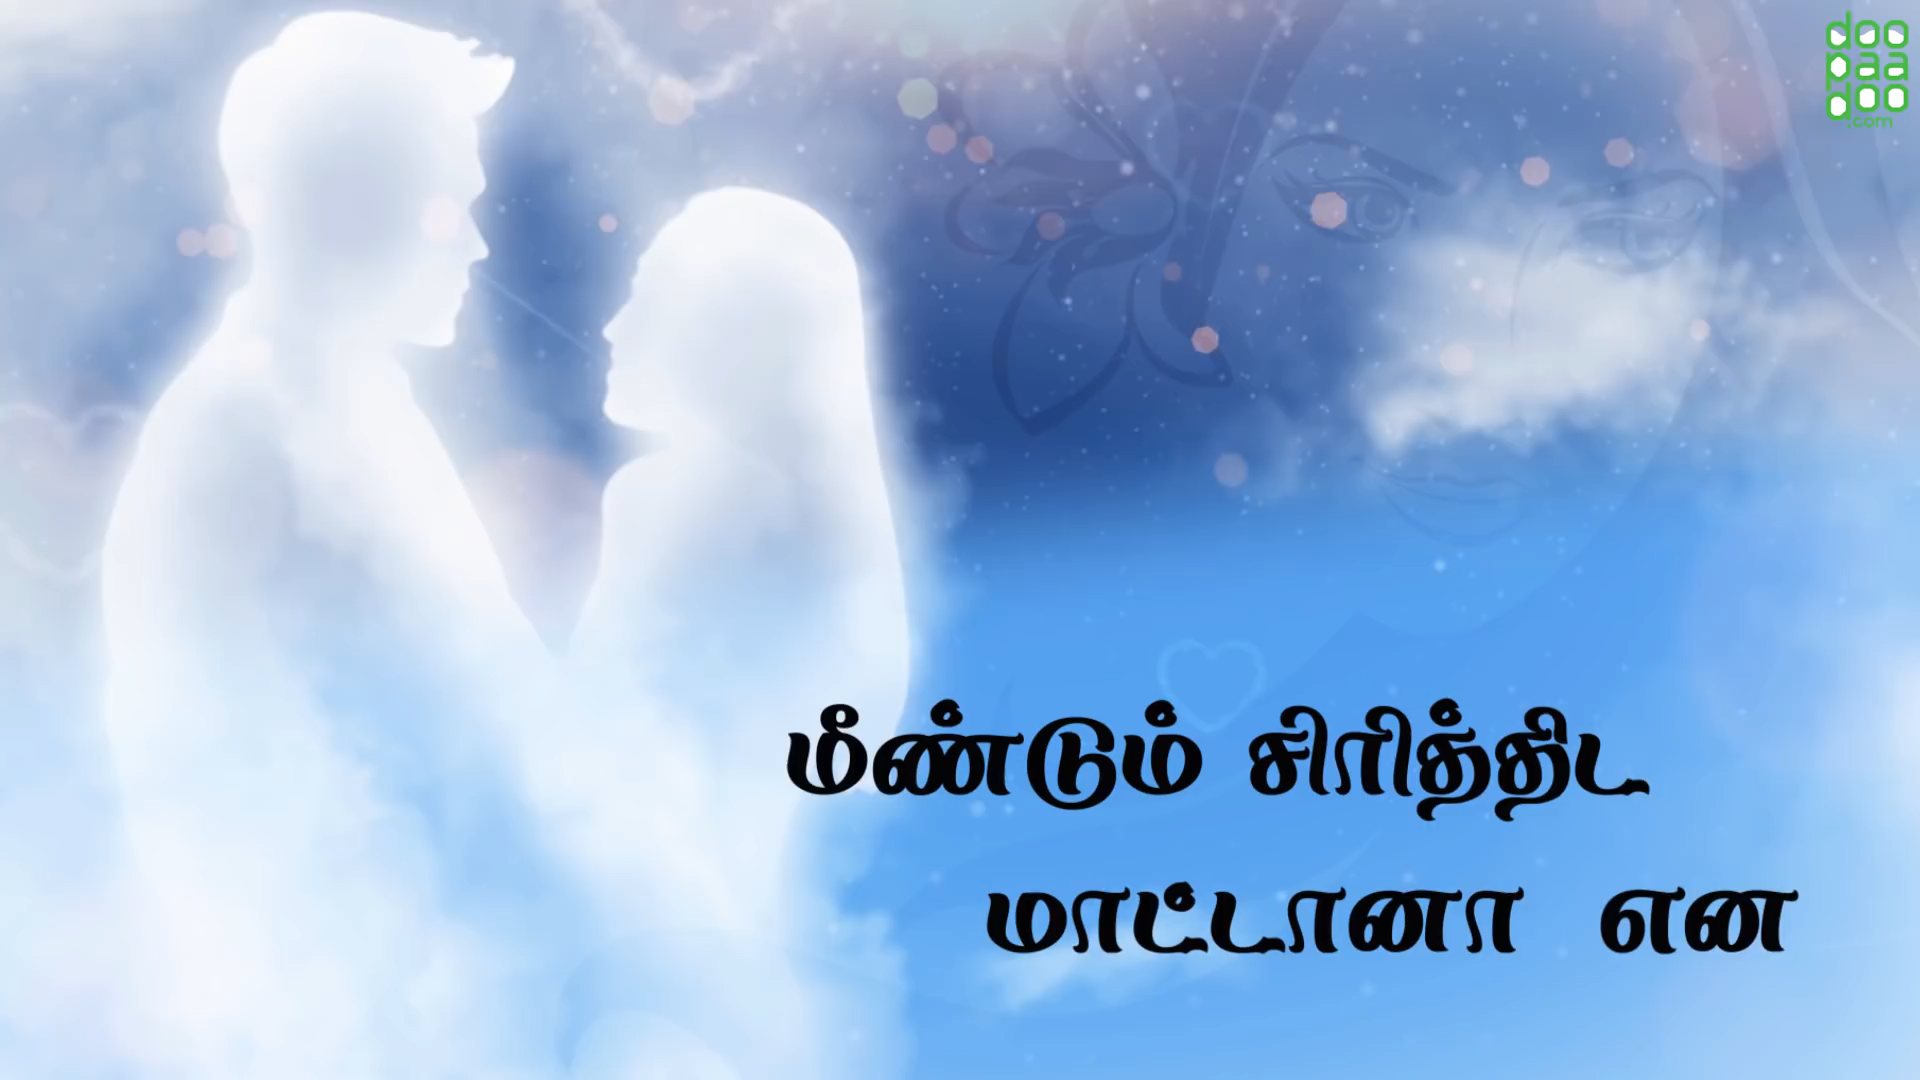 doo
paa
doo
.com
மீண்டும் சிரித்திட
மாட்டானா என